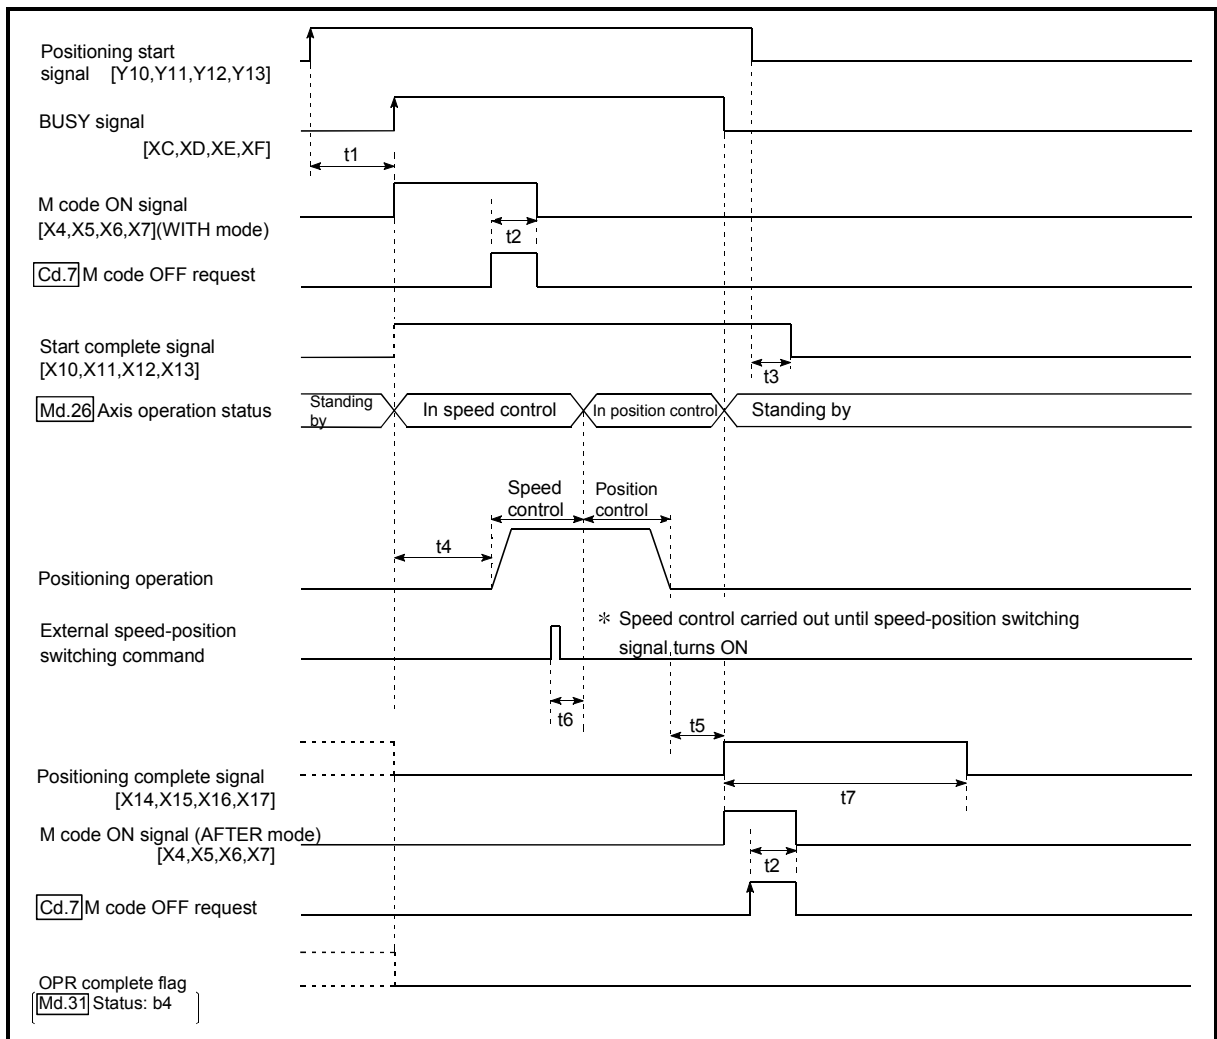 Positioning start
signal [Y10,Y11,Y12,Y13]
BUSY signal
[XC,XD,XE,XF]
t1
M code ON signal
[X4,X5,X6,X7](WITH mode)
t2
Cd.7 M code OFF request
Start complete signal
[X10,X11,X12,X13]
t3
Md.26 Axis operation status
Standing
by
In speed control
In position control
Standing by
Speed
control
Position
control
t4
Positioning operation
External speed-position
switching command
* Speed control carried out until speed-position switching
signal turns ON
t6
t5
Positioning complete signal
[X14,X15,X16,X17]
t7
M code ON signal (AFTER mode)
[X4,X5,X6,X7]
t2
Cd.7 M code OFF request
OPR complete flag
Md.31 Status: b4